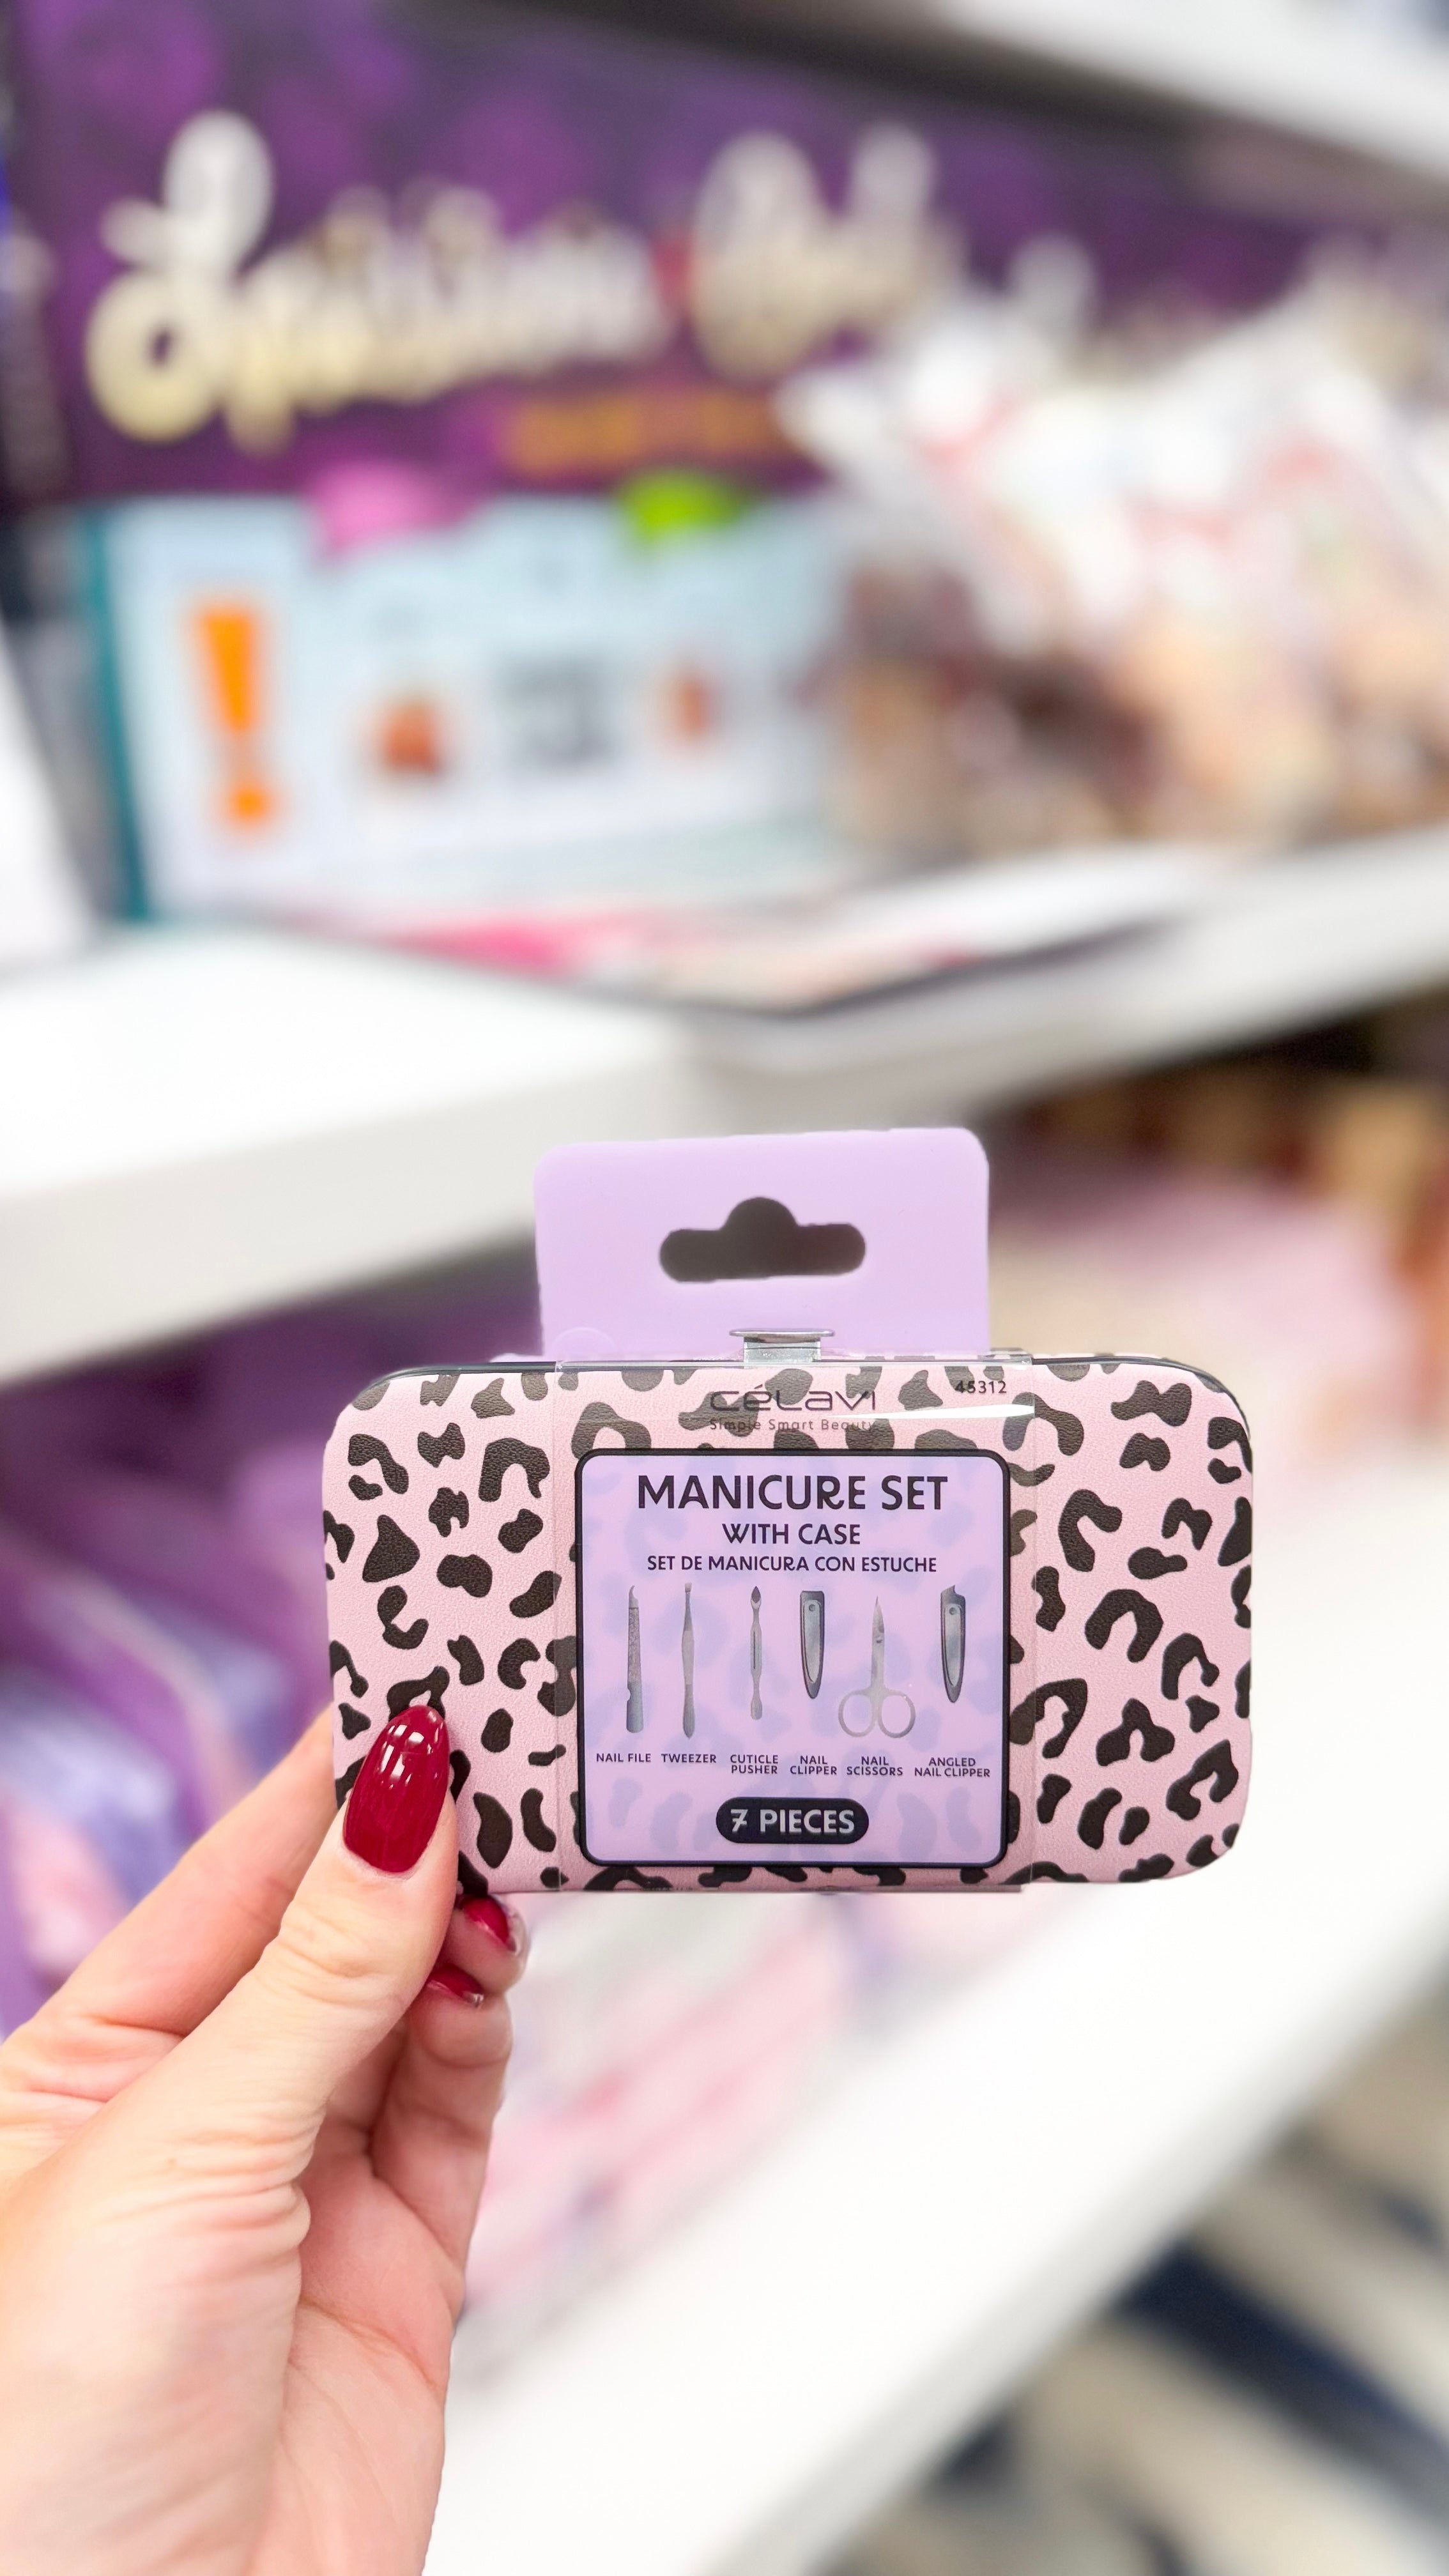 célavi
Simple Smart Beauty
45312
MANICURE SET
WITH CASE
SET DE MANICURA CON ESTUCHE
NAIL FILE
TWEEZER
CUTICLE
PUSHER
NAIL
CLIPPER
NAIL
SCISSORS
ANGLED
NAIL CLIPPER
7 PIECES